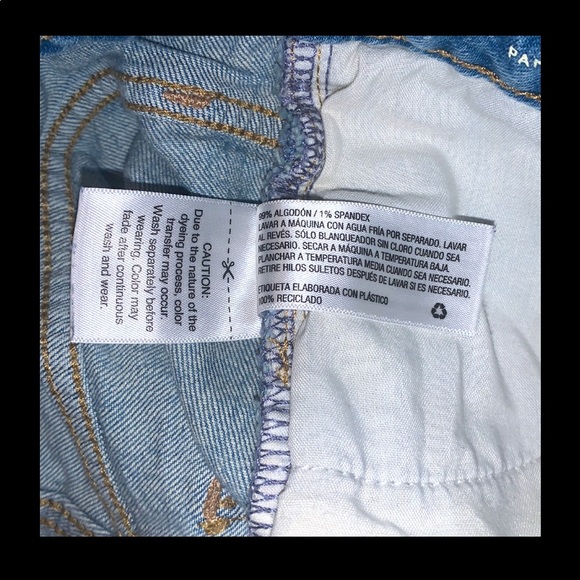 PAN
99% ALGODÓN / 1% SPANDEX
LAVAR A MÁQUINA CON AGUA FRÍA POR SEPARADO. LAVAR
AL REVÉS. SÓLO BLANQUEADOR SIN CLORO CUANDO SEA
NECESARIO. SECAR A MÁQUINA A TEMPERATURA BAJA.
PLANCHAR A TEMPERATURA MEDIA CUANDO SEA NECESARIO.
RETIRE HILOS SULETOS DESPUÉS DE LAVAR SI ES NECESARIO.
ETIQUETA ELABORADA CON PLÁSTICO
100% RECICLADO
CAUTION:
Due to the nature of the
dyeing process, color
transfer may occur.
Wash separately before
wearing. Color may
fade after continuous
wash and wear.